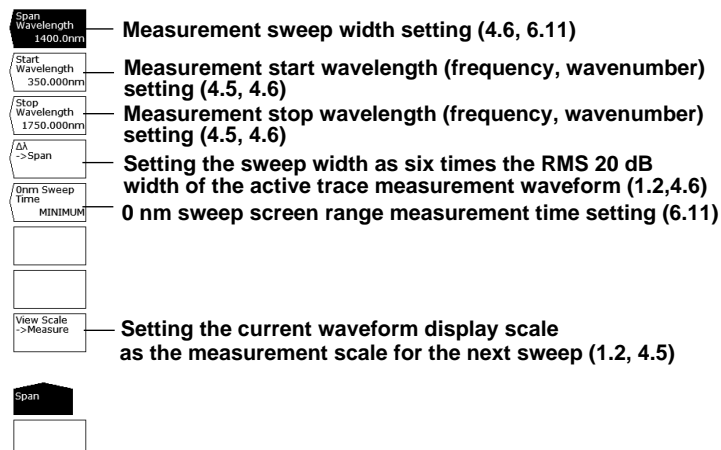 Span
Wavelength
1400.0nm
Measurement sweep width setting (4.6, 6.11)
Start
Wavelength
350.000nm
Measurement start wavelength (frequency, wavenumber)
setting (4.5, 4.6)
Stop
Wavelength
1750.000nm
Measurement stop wavelength (frequency, wavenumber)
setting (4.5, 4.6)
Δλ
->Span
Setting the sweep width as six times the RMS 20 dB
width of the active trace measurement waveform (1.2,4.6)
0nm Sweep
Time
MINIMUM
0 nm sweep screen range measurement time setting (6.11)
View Scale
->Measure
Setting the current waveform display scale
as the measurement scale for the next sweep (1.2, 4.5)
Span